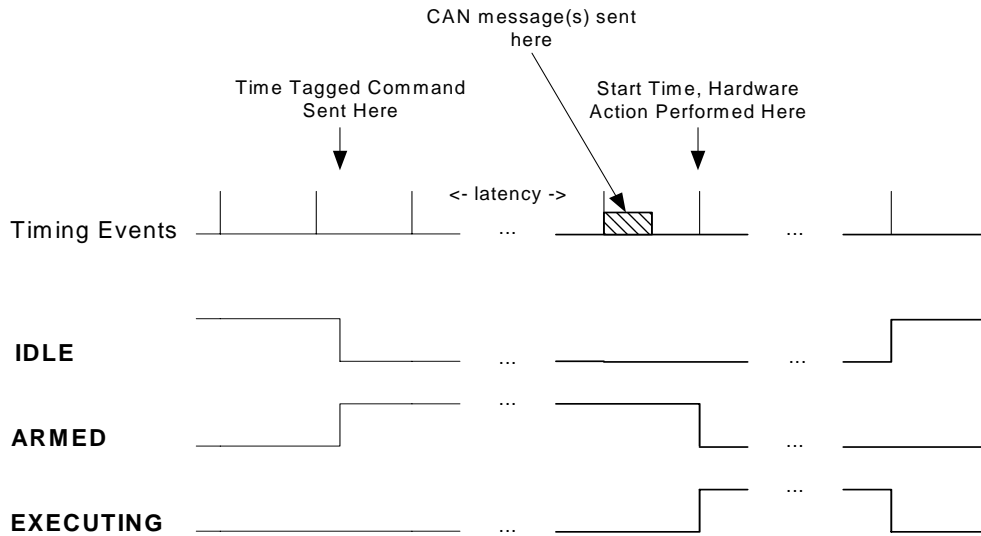 CAN message(s) sent
here
Time Tagged Command
Sent Here
Start Time, Hardware
Action Performed Here
<- latency ->
Timing Events
...
...
IDLE
...
...
ARMED
...
...
EXECUTING
...
...